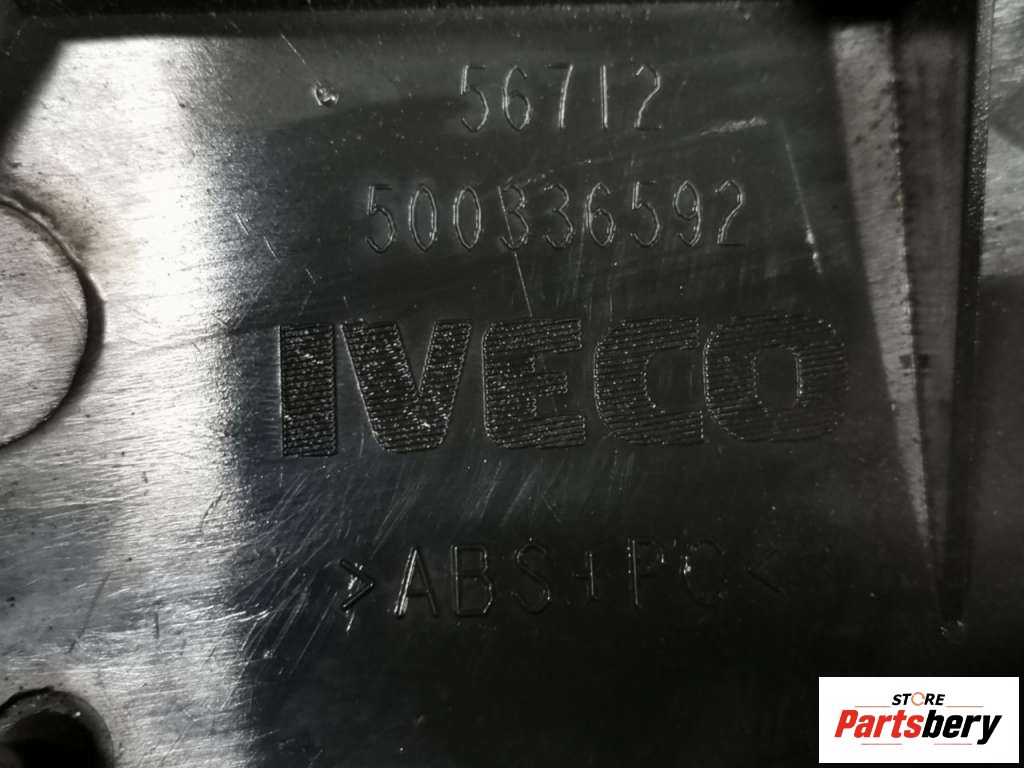 56712
500336592
IVECO
>ABS+PC<
STORE
Partsbery